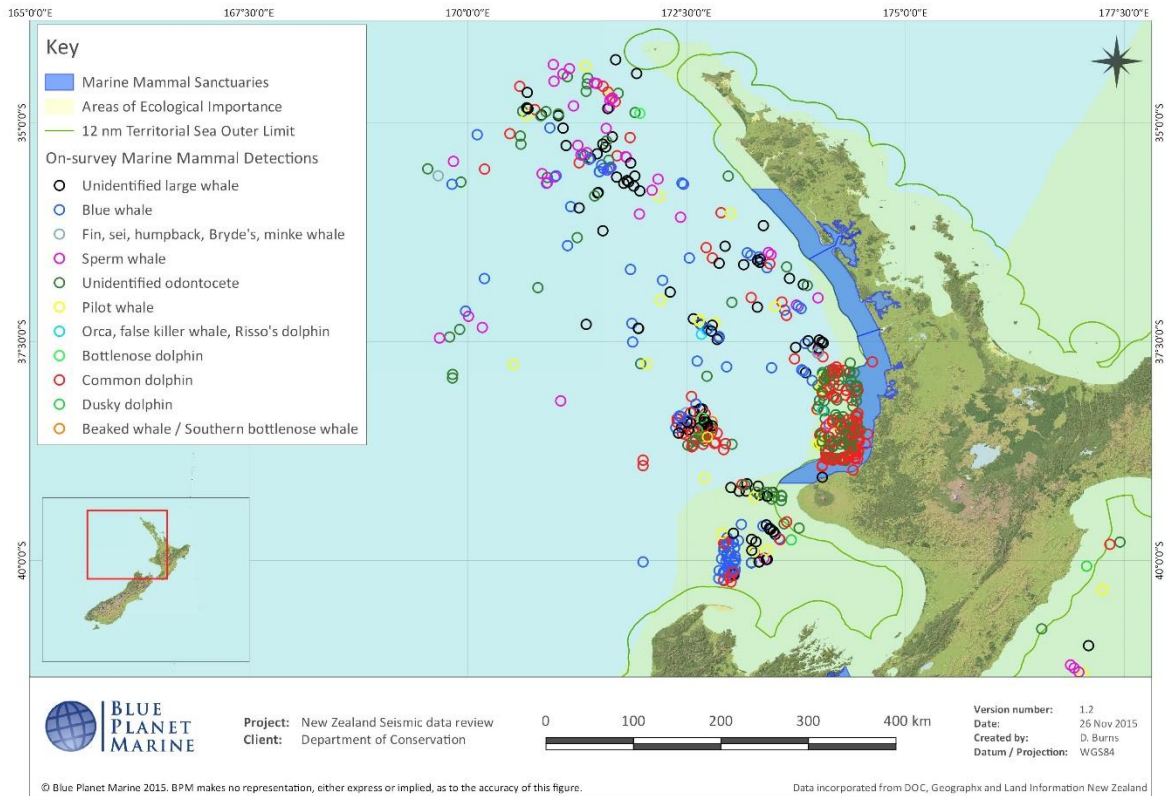 165°0'0"E 167°30'0"E 170°0'0"E 172°30'0"E 175°0'0"E 177°30'0"E
Key
Marine Mammal Sanctuaries
Areas of Ecological Importance
12 nm Territorial Sea Outer Limit
On-survey Marine Mammal Detections
Unidentified large whale
Blue whale
Fin, sei, humpback, Bryde's, minke whale
Sperm whale
Unidentified odontocete
Pilot whale
Orca, false killer whale, Risso's dolphin
Bottlenose dolphin
Common dolphin
Dusky dolphin
Beaked whale / Southern bottlenose whale
35°0'0"S 35°0'0"S
37°30'0"S 37°30'0"S
40°0'0"S 40°0'0"S
BLUE
PLANET
MARINE
Project: New Zealand Seismic data review
Client: Department of Conservation
0 100 200 300 400 km
Version number: 1.2
Date: 26 Nov 2015
Created by: D. Burns
Datum / Projection: WGS84
© Blue Planet Marine 2015. BPM makes no representation, either express or implied, as to the accuracy of this figure.
Data incorporated from DOC, Geographx and Land Information New Zealand